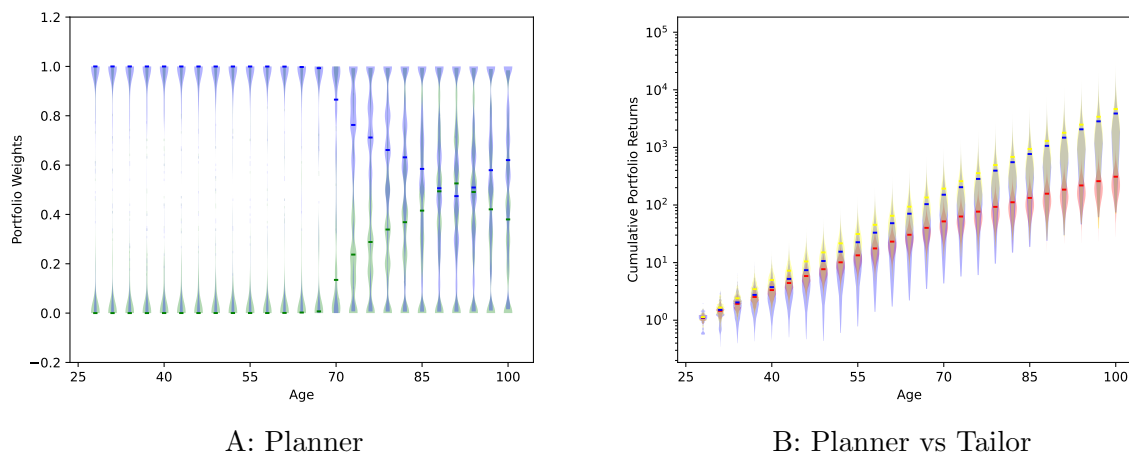 1.2
1.0
0.8
0.6
0.4
0.2
0.0
−0.2
Portfolio Weights
25 40 55 70 85 100
Age
A: Planner
10^5
10^4
10^3
10^2
10^1
10^0
Cumulative Portfolio Returns
25 40 55 70 85 100
Age
B: Planner vs Tailor